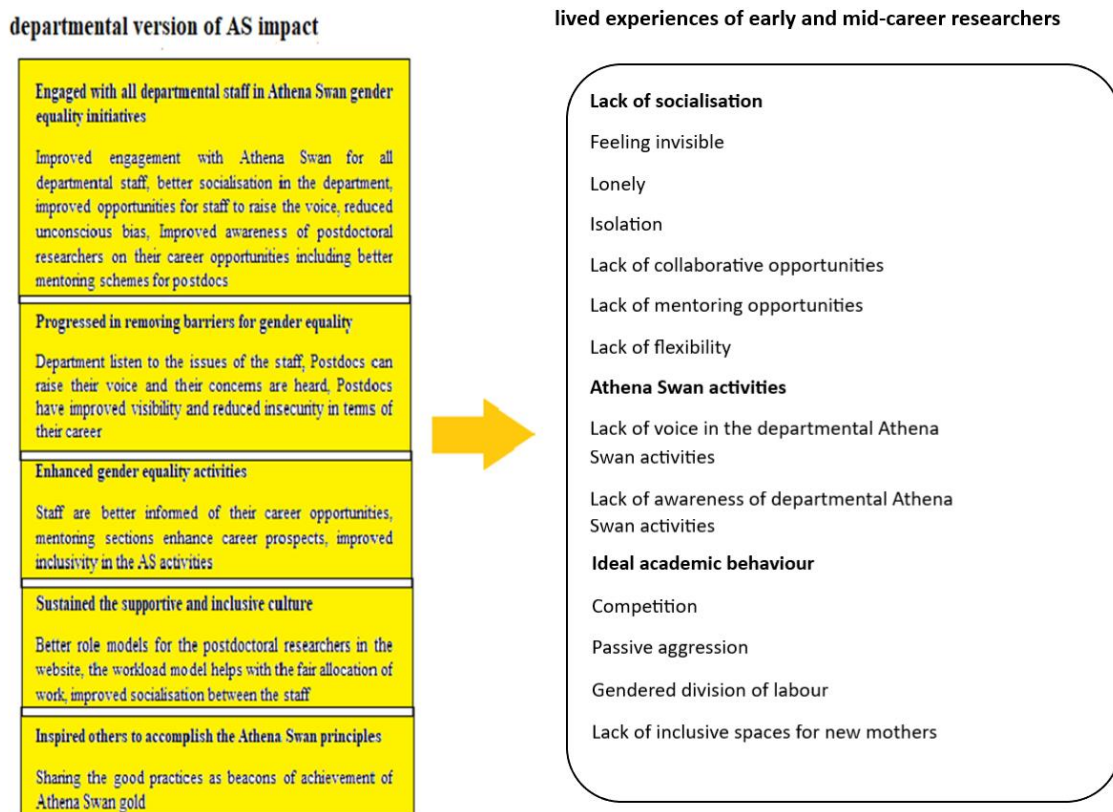 departmental version of AS impact
Engaged with all departmental staff in Athena Swan gender
equality initiatives
Improved engagement with Athena Swan for all
departmental staff, better socialisation in the department,
improved opportunities for staff to raise the voice, reduced
unconscious bias, Improved awareness of postdoctoral
researchers on their career opportunities including better
mentoring schemes for postdocs
Progressed in removing barriers for gender equality
Department listen to the issues of the staff, Postdocs can
raise their voice and their concerns are heard, Postdocs
have improved visibility and reduced insecurity in terms of
their career
Enhanced gender equality activities
Staff are better informed of their career opportunities,
mentoring sections enhance career prospects, improved
inclusivity in the AS activities
Sustained the supportive and inclusive culture
Better role models for the postdoctoral researchers in the
website, the workload model helps with the fair allocation of
work, improved socialisation between the staff
Inspired others to accomplish the Athena Swan principles
Sharing the good practices as beacons of achievement of
Athena Swan gold
lived experiences of early and mid-career researchers
Lack of socialisation
Feeling invisible
Lonely
Isolation
Lack of collaborative opportunities
Lack of mentoring opportunities
Lack of flexibility
Athena Swan activities
Lack of voice in the departmental Athena
Swan activities
Lack of awareness of departmental Athena
Swan activities
Ideal academic behaviour
Competition
Passive aggression
Gendered division of labour
Lack of inclusive spaces for new mothers